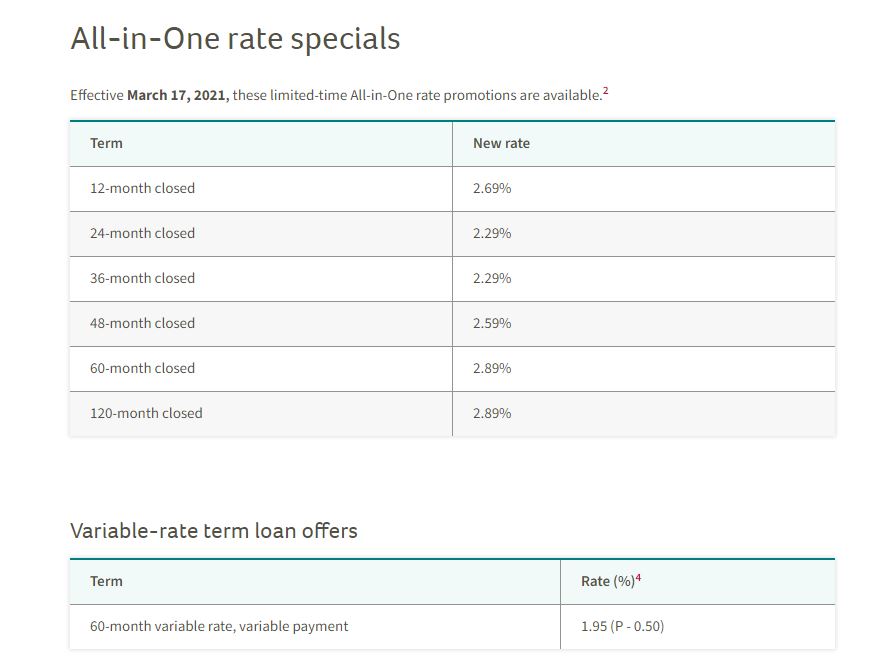 All-in-One rate specials
Effective March 17, 2021, these limited-time All-in-One rate promotions are available.2
Term New rate
12-month closed 2.69%
24-month closed 2.29%
36-month closed 2.29%
48-month closed 2.59%
60-month closed 2.89%
120-month closed 2.89%
Variable-rate term loan offers
Term Rate (%)4
60-month variable rate, variable payment 1.95 (P - 0.50)